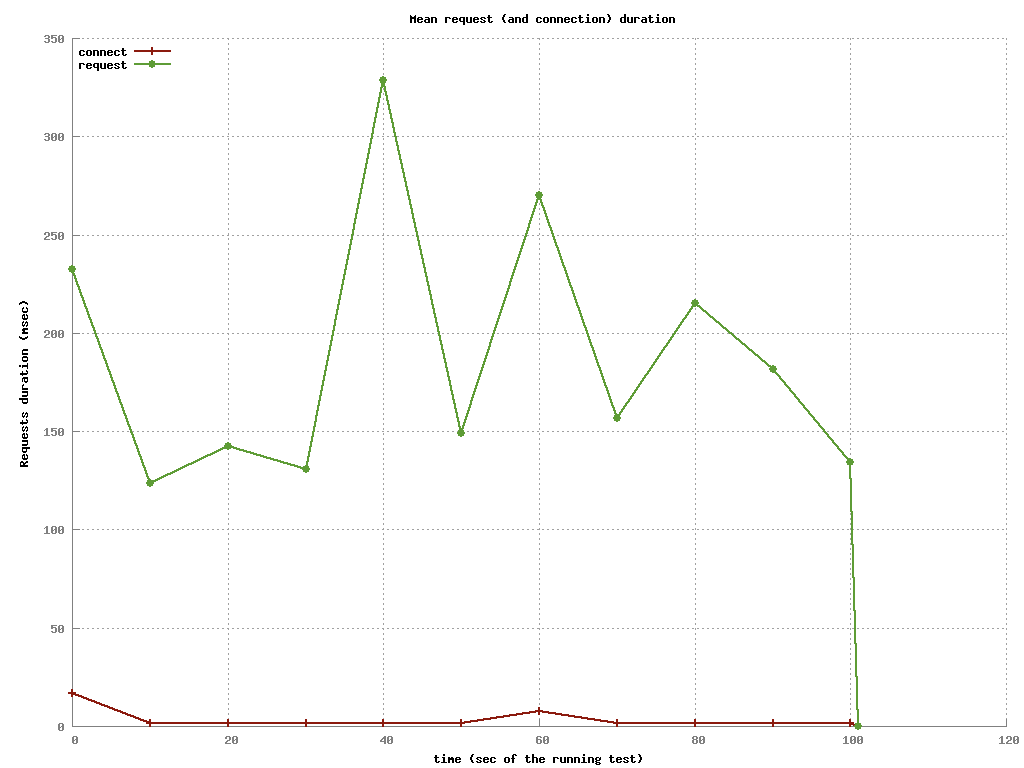 Mean request (and connection) duration
connect
request
350
300
250
200
150
100
50
0
Requests duration (msec)
0 20 40 60 80 100 120
time (sec of the running test)